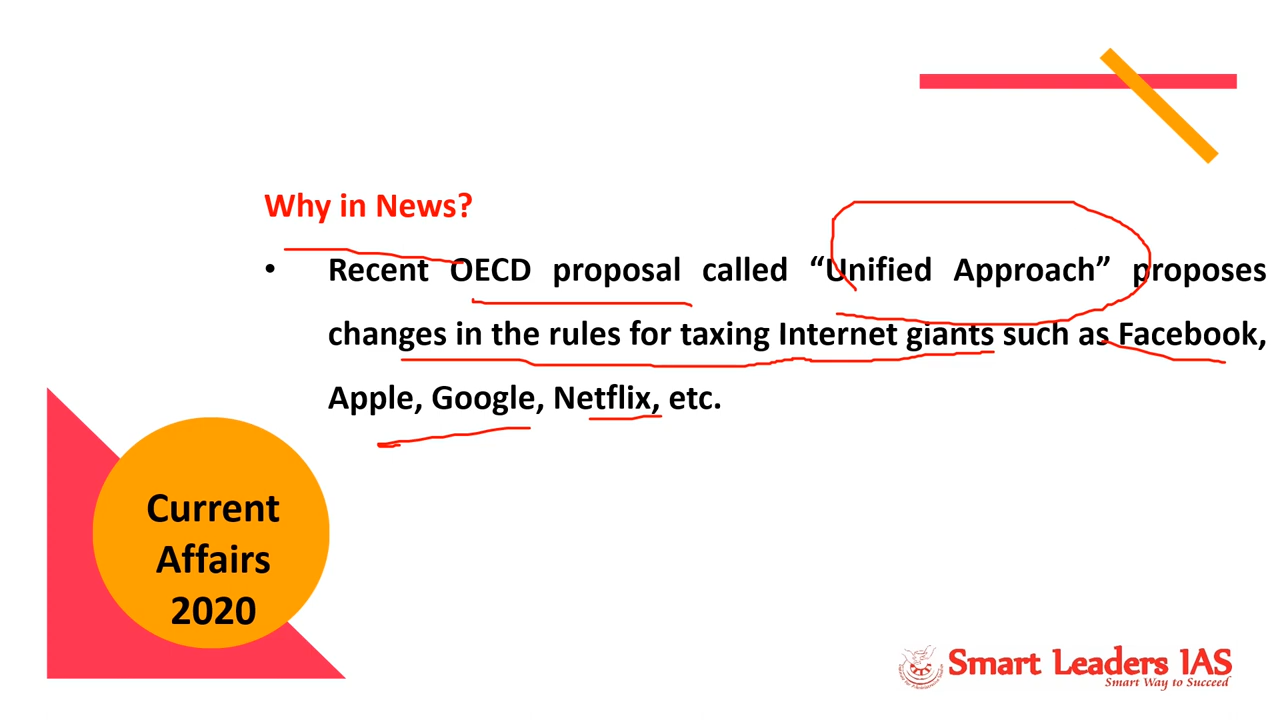 Why in News?
• Recent OECD proposal called “Unified Approach” proposes
changes in the rules for taxing Internet giants such as Facebook,
Apple, Google, Netflix, etc.
Current
Affairs
2020
Smart Leaders IAS
Smart Way to Succeed